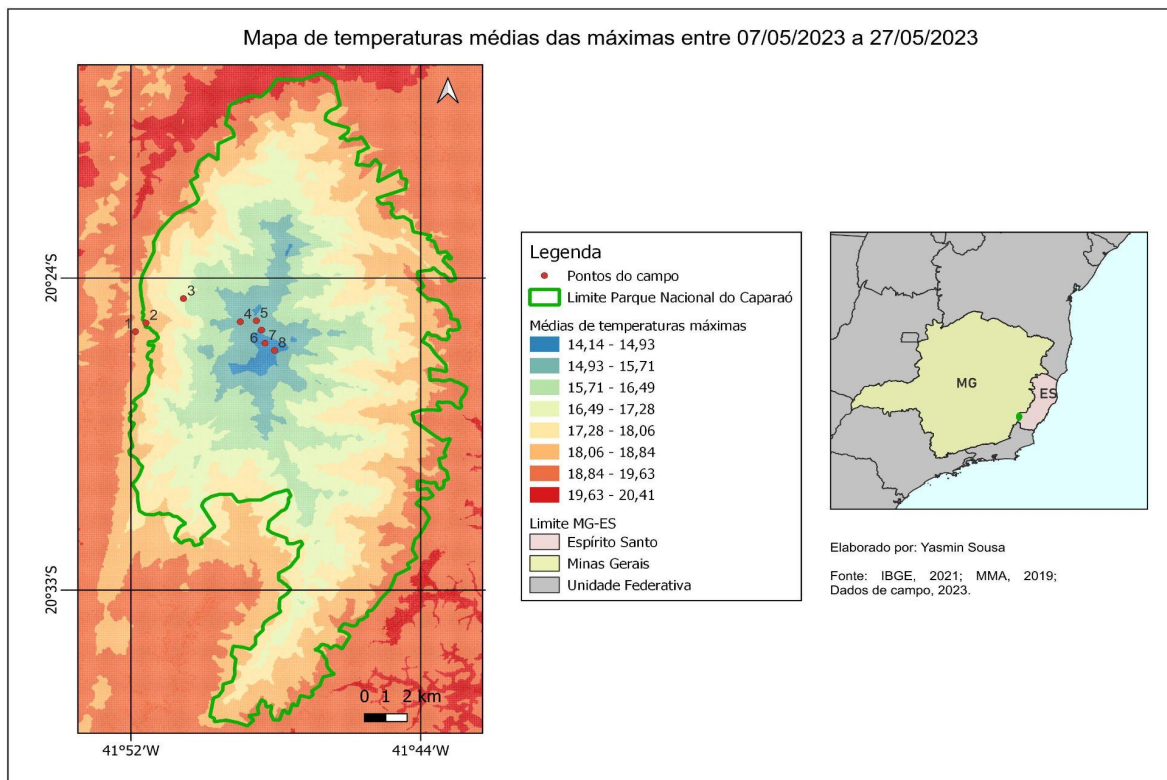 Mapa de temperaturas médias das máximas entre 07/05/2023 a 27/05/2023
20°24'S
20°33'S
1
2
3
4
5
6
7
8
0 1 2 km
41°52'W
41°44'W
Legenda
Pontos do campo
Limite Parque Nacional do Caparaó
Médias de temperaturas máximas
14,14 - 14,93
14,93 - 15,71
15,71 - 16,49
16,49 - 17,28
17,28 - 18,06
18,06 - 18,84
18,84 - 19,63
19,63 - 20,41
Limite MG-ES
Espírito Santo
Minas Gerais
Unidade Federativa
MG
ES
Elaborado por: Yasmin Sousa
Fonte: IBGE, 2021; MMA, 2019;
Dados de campo, 2023.